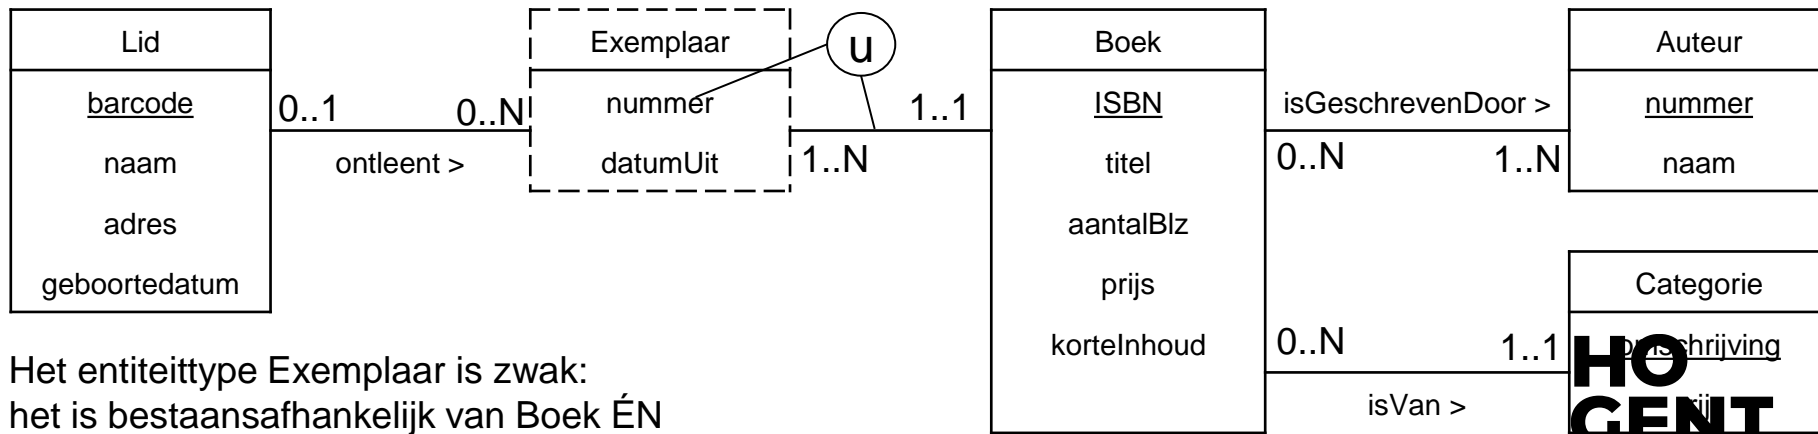 Lid
barcode
naam
adres
geboortedatum
0..1
0..N
ontleent >
Exemplaar
nummer
datumUit
u
1..N
1..1
Boek
ISBN
titel
aantalBlz
prijs
korteInhoud
isGeschrevenDoor >
0..N
1..N
Auteur
nummer
naam
0..N
1..1
isVan >
Categorie
HO
GENT
Het entiteittype Exemplaar is zwak:
het is bestaansafhankelijk van Boek ÉN